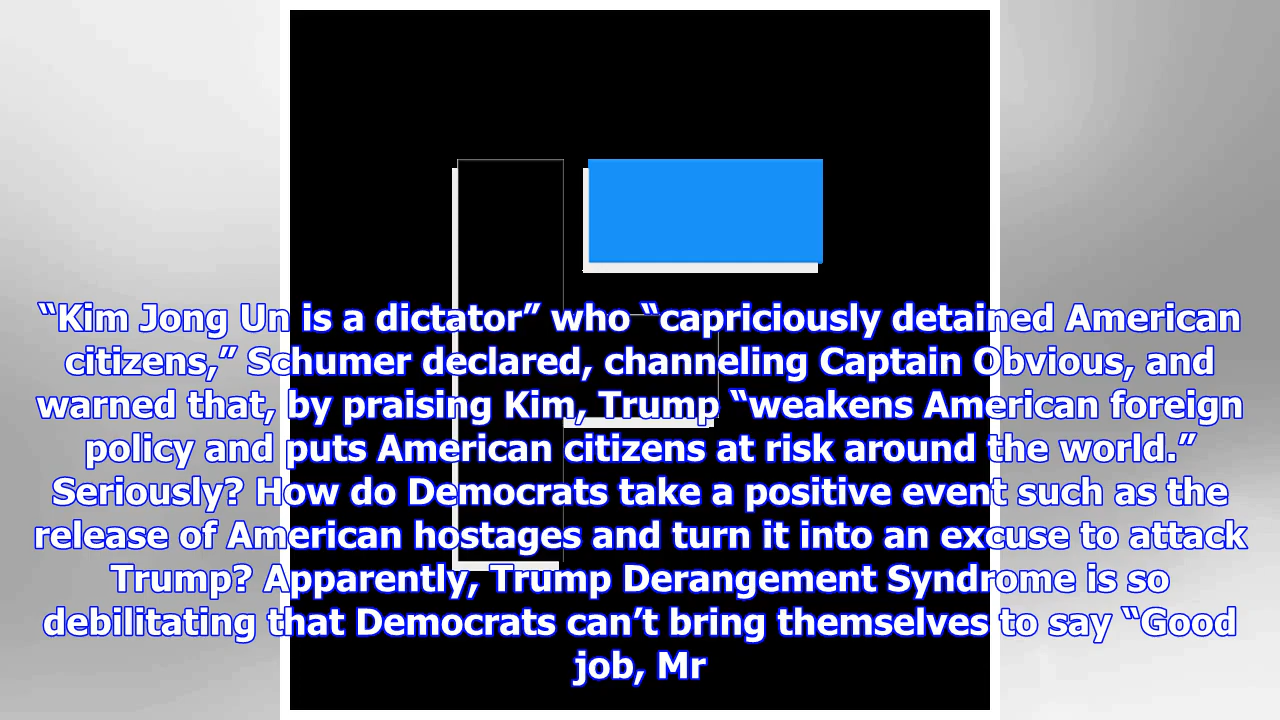 “Kim Jong Un is a dictator” who “capriciously detained American
citizens,” Schumer declared, channeling Captain Obvious, and
warned that, by praising Kim, Trump “weakens American foreign
policy and puts American citizens at risk around the world.”
Seriously? How do Democrats take a positive event such as the
release of American hostages and turn it into an excuse to attack
Trump? Apparently, Trump Derangement Syndrome is so
debilitating that Democrats can’t bring themselves to say “Good
job, Mr